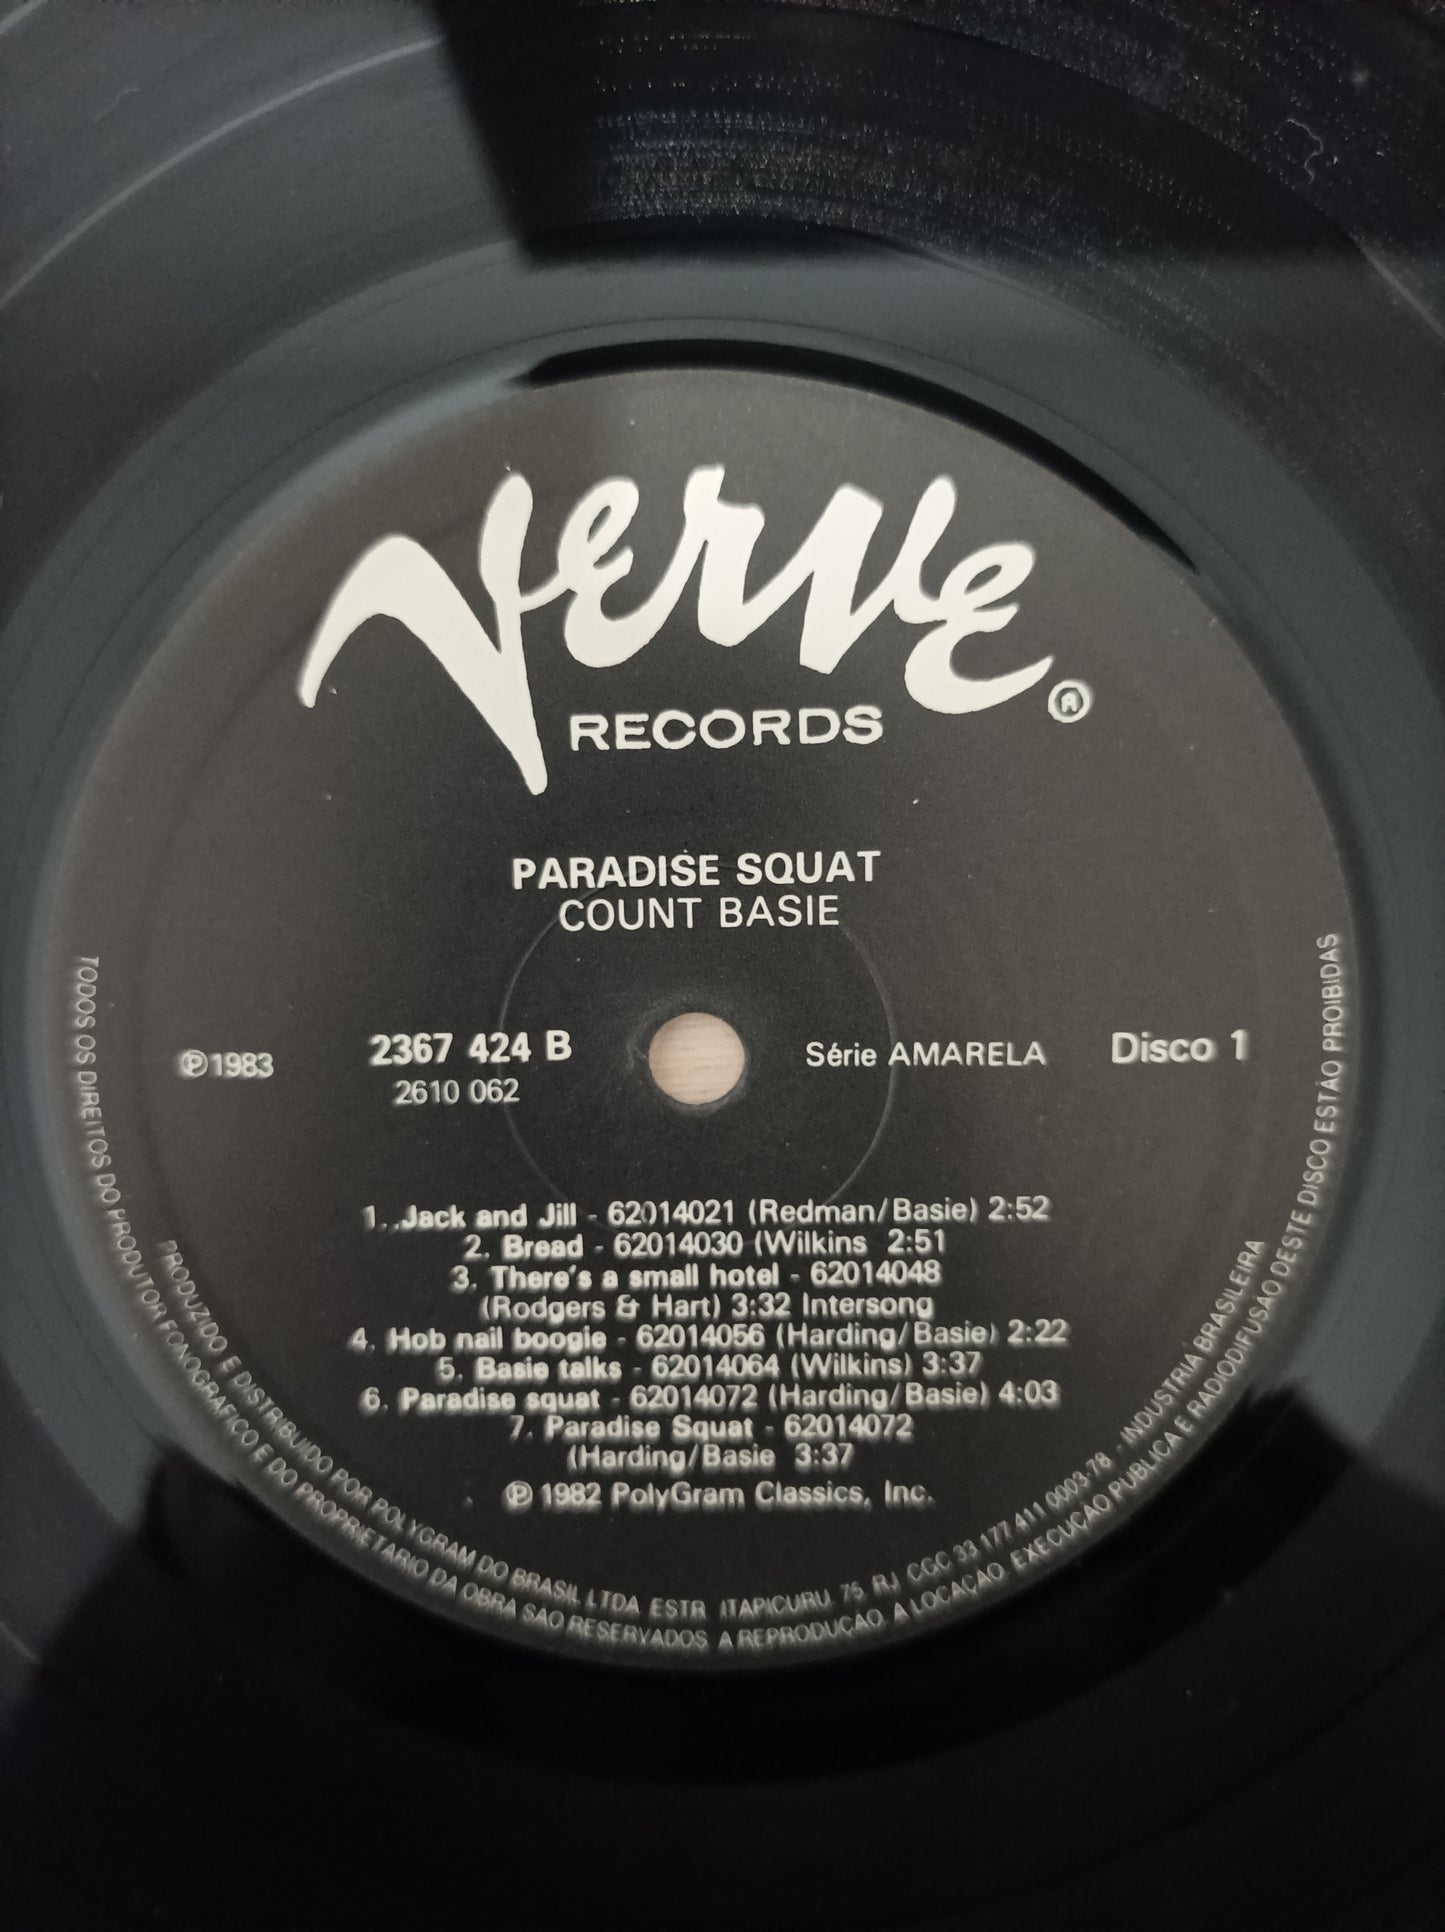 Verve ®
RECORDS
PARADISE SQUAT
COUNT BASIE
℗1983
2367 424 B
2610 062
Série AMARELA
Disco 1
1. Jack and Jill - 62014021 (Redman/Basie) 2:52
2. Bread - 62014030 (Wilkins 2:51
3. There's a small hotel - 62014048
(Rodgers & Hart) 3:32 Intersong
4. Hob nail boogie - 62014056 (Harding/Basie) 2:22
5. Basie talks - 62014064 (Wilkins) 3:37
6. Paradise squat - 62014072 (Harding/Basie) 4:03
7. Paradise Squat - 62014072
(Harding/Basie 3:37
℗ 1982 PolyGram Classics, Inc.
PRODUZIDO E DISTRIBUIDO POR POLYGRAM DO BRASIL LTDA ESTR ITAPICURU 75 RJ CGC 33 177 411 0003-78 - INDUSTRIA BRASILEIRA
TODOS OS DIREITOS DO PRODUTOR FONOGRAFICO E DO PROPRIETARIO DA OBRA SAO RESERVADOS A REPRODUÇAO A LOCAÇAO EXECUÇAO PUBLICA E RADIODIFUSAO DESTE DISCO ESTÃO PROIBIDAS